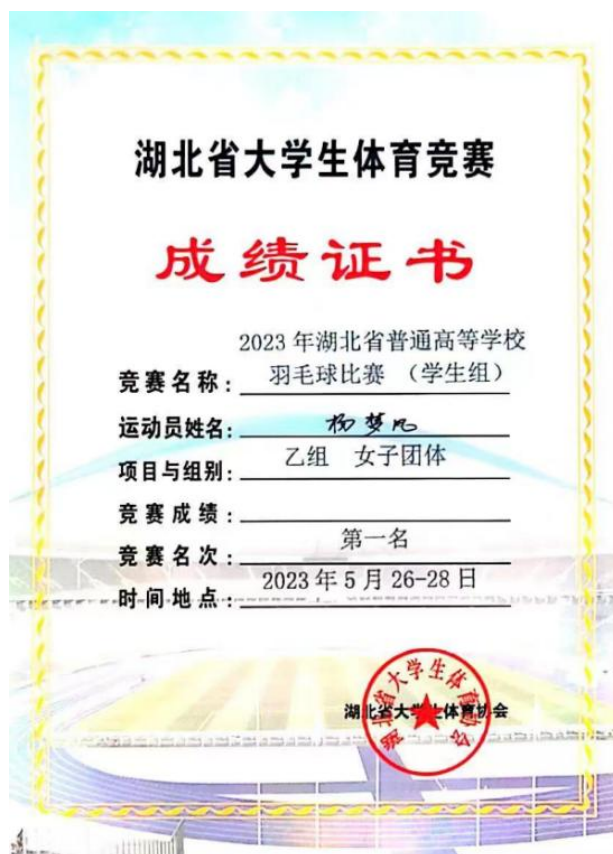 湖北省大学生体育竞赛
成绩证书
2023年湖北省普通高等学校
竞赛名称：羽毛球比赛 （学生组）
运动员姓名：杨梦凡
项目与组别：乙组 女子团体
竞赛成绩：
竞赛名次：第一名
时间地点：2023年5月26-28日
湖北省大学生体育协会